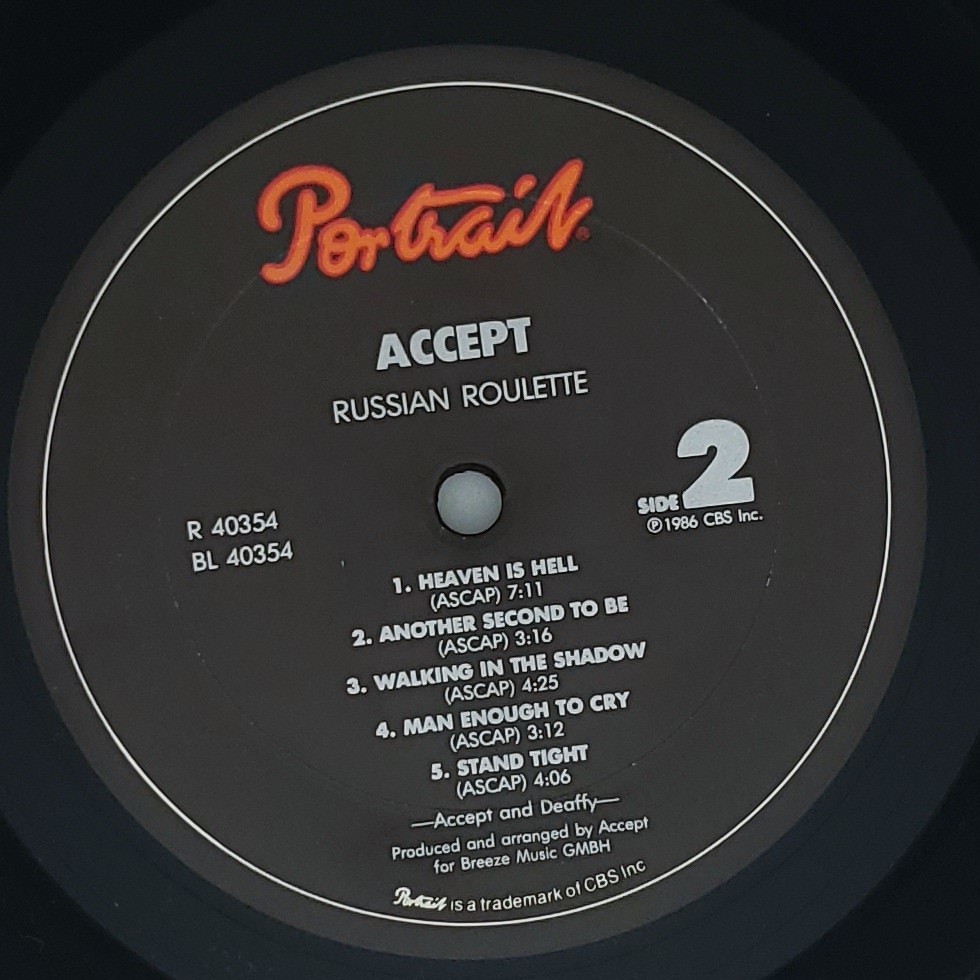 Portrait®
ACCEPT
RUSSIAN ROULETTE
SIDE 2
℗1986 CBS Inc.
R 40354
BL 40354
1. HEAVEN IS HELL
(ASCAP) 7:11
2. ANOTHER SECOND TO BE
(ASCAP) 3:16
3. WALKING IN THE SHADOW
(ASCAP) 4:25
4. MAN ENOUGH TO CRY
(ASCAP) 3:12
5. STAND TIGHT
(ASCAP) 4:06
—Accept and Deaffy—
Produced and arranged by Accept
for Breeze Music GMBH
Portrait is a trademark of CBS Inc